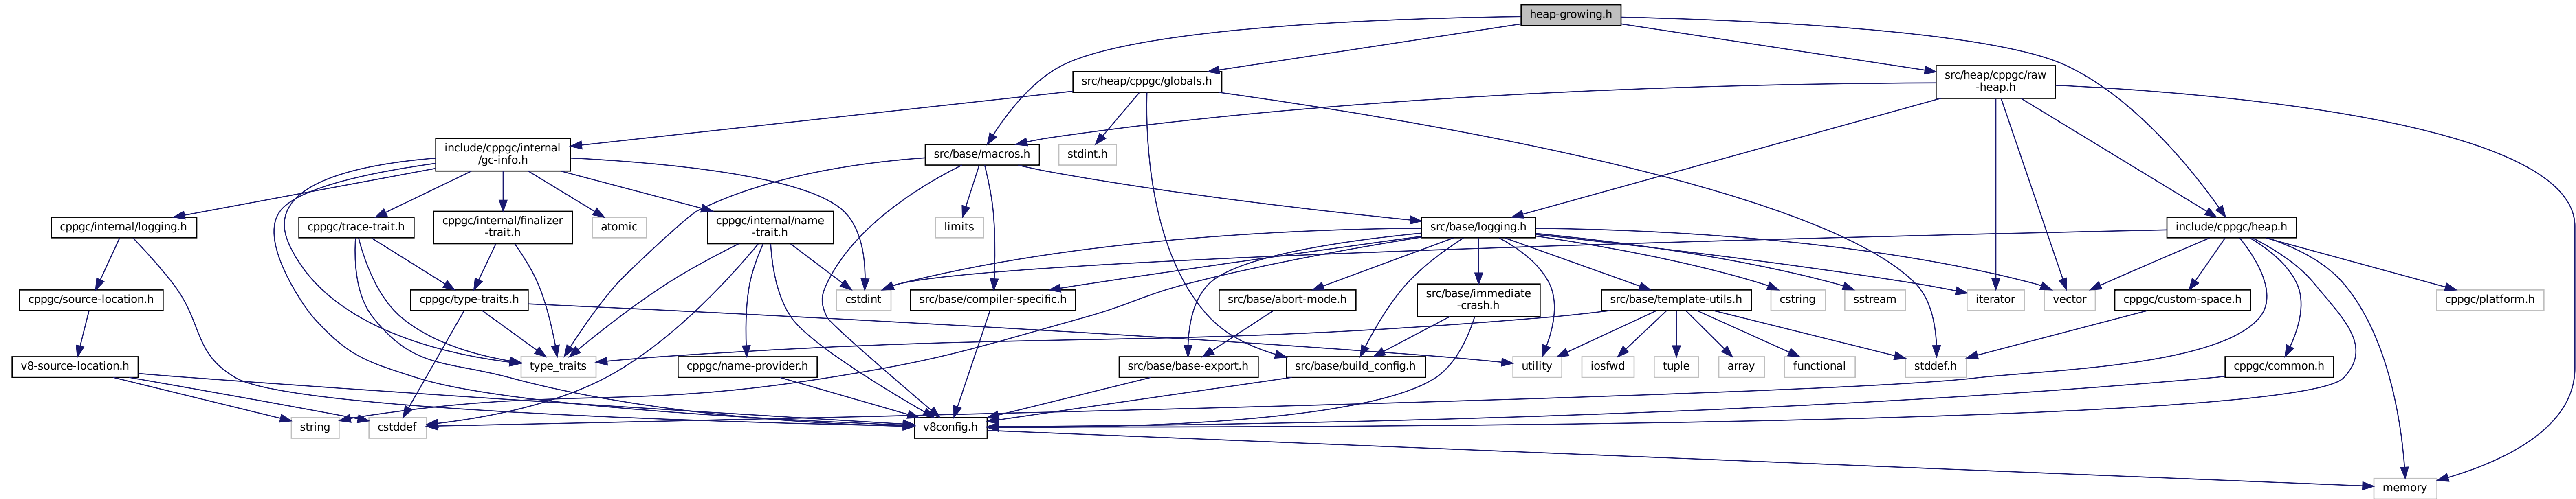 heap-growing.h
src/heap/cppgc/globals.h
src/heap/cppgc/raw
-heap.h
include/cppgc/internal
/gc-info.h
src/base/macros.h
stdint.h
cppgc/internal/logging.h
cppgc/trace-trait.h
cppgc/internal/finalizer
-trait.h
atomic
cppgc/internal/name
-trait.h
limits
src/base/logging.h
include/cppgc/heap.h
cppgc/source-location.h
cppgc/type-traits.h
cstdint
src/base/compiler-specific.h
src/base/abort-mode.h
src/base/immediate
-crash.h
src/base/template-utils.h
cstring
sstream
iterator
vector
cppgc/custom-space.h
cppgc/platform.h
v8-source-location.h
type_traits
cppgc/name-provider.h
src/base/base-export.h
src/base/build_config.h
utility
iosfwd
tuple
array
functional
stddef.h
cppgc/common.h
string
cstddef
v8config.h
memory